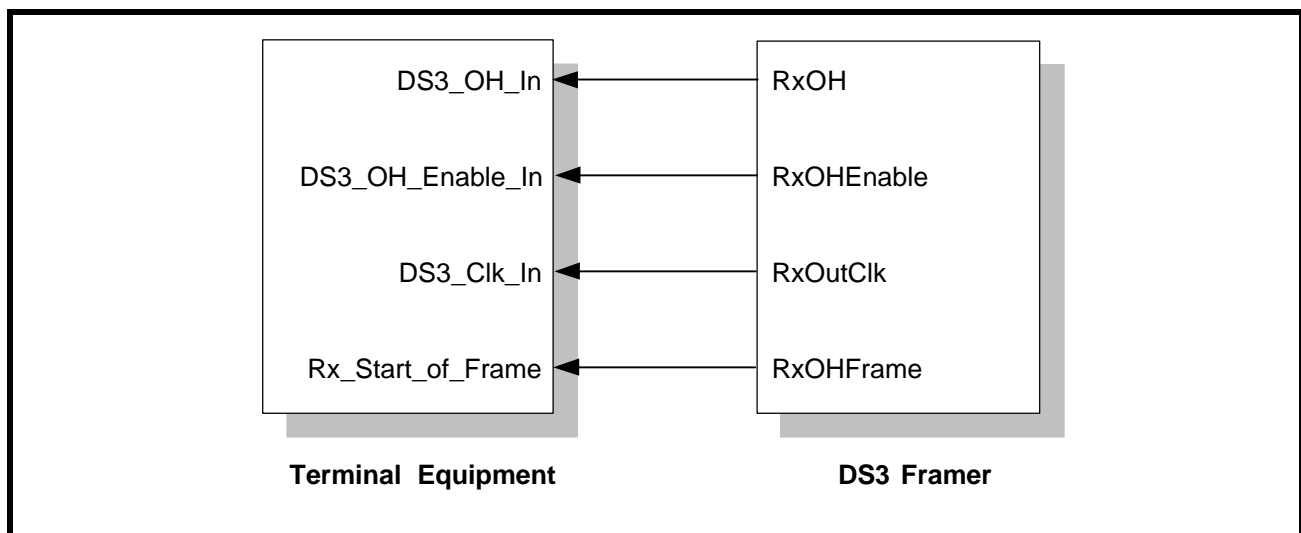 DS3_OH_In RxOH
DS3_OH_Enable_In RxOHEnable
DS3_Clk_In RxOutClk
Rx_Start_of_Frame RxOHFrame
Terminal Equipment DS3 Framer